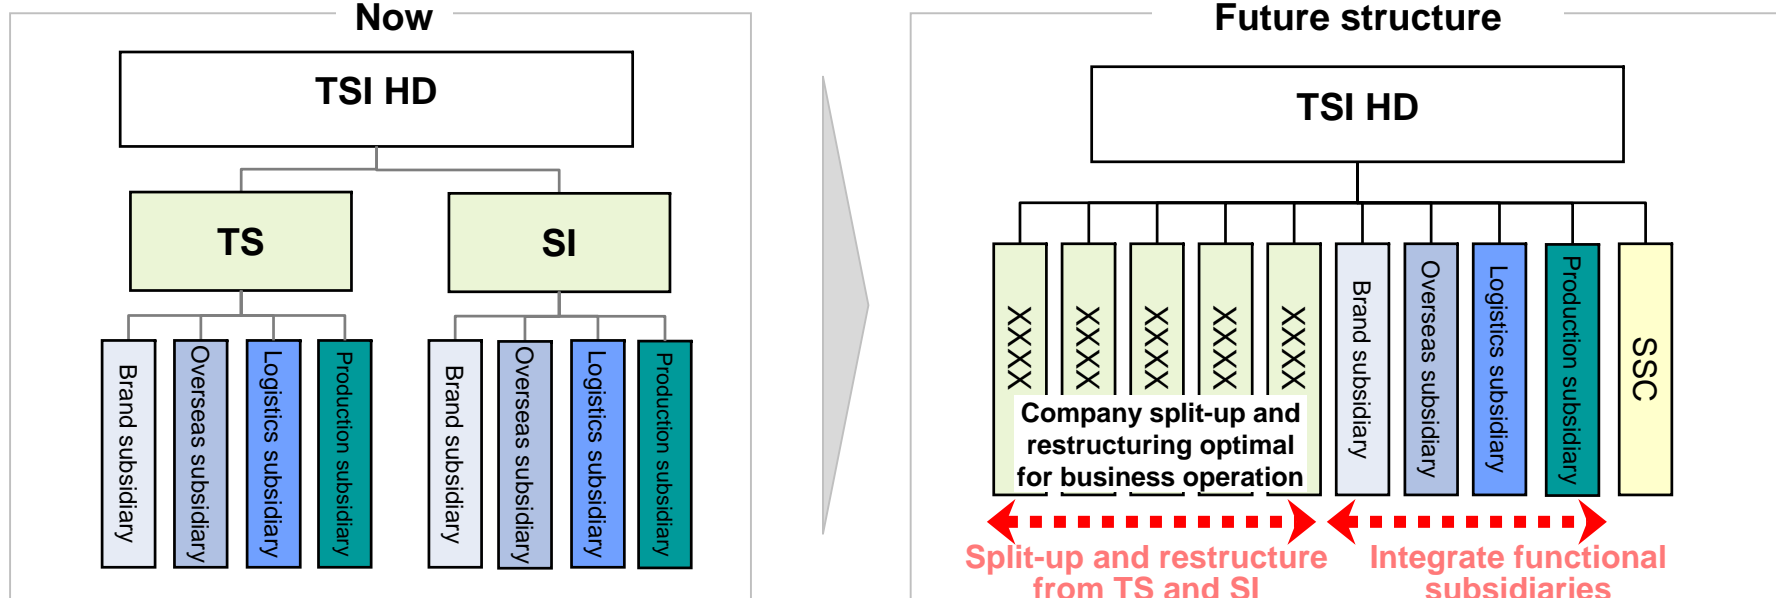 Now
TSI HD
TS
SI
Brand subsidiary
Overseas subsidiary
Logistics subsidiary
Production subsidiary
Brand subsidiary
Overseas subsidiary
Logistics subsidiary
Production subsidiary
Future structure
TSI HD
XXXX
XXXX
XXXX
XXXX
XXXX
Brand subsidiary
Overseas subsidiary
Logistics subsidiary
Production subsidiary
SSC
Company split-up and
restructuring optimal
for business operation
Split-up and restructure
from TS and SI
Integrate functional
subsidiaries